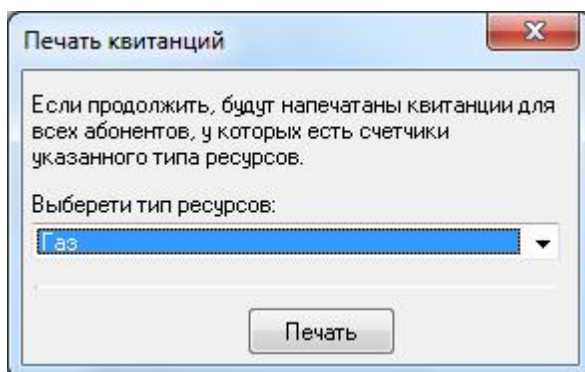 Печать квитанций
Если продолжить, будут напечатаны квитанции для
всех абонентов, у которых есть счетчики
указанного типа ресурсов.
Выберети тип ресурсов:
Газ
Печать